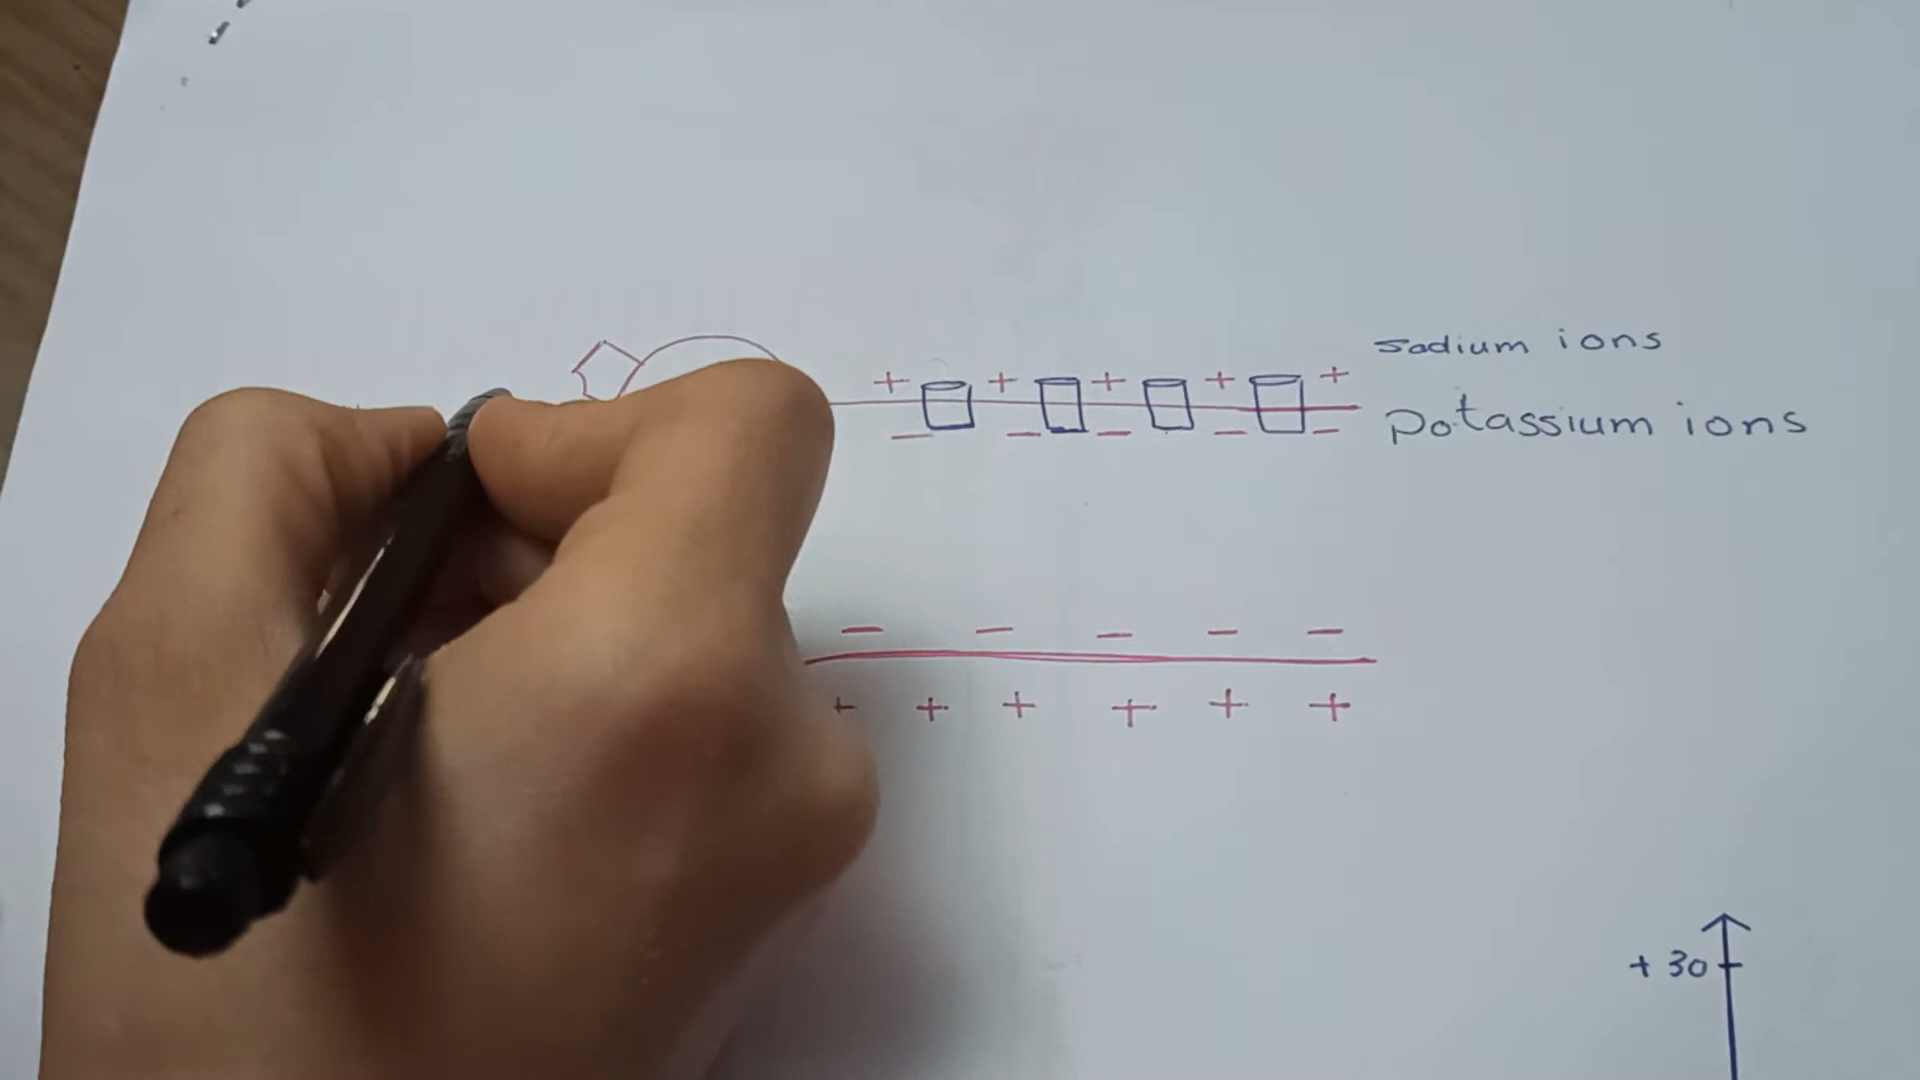 + + + + +
Sodium ions
- - - - -
Potassium ions
- - - - -
+ + + + + +
+ 30